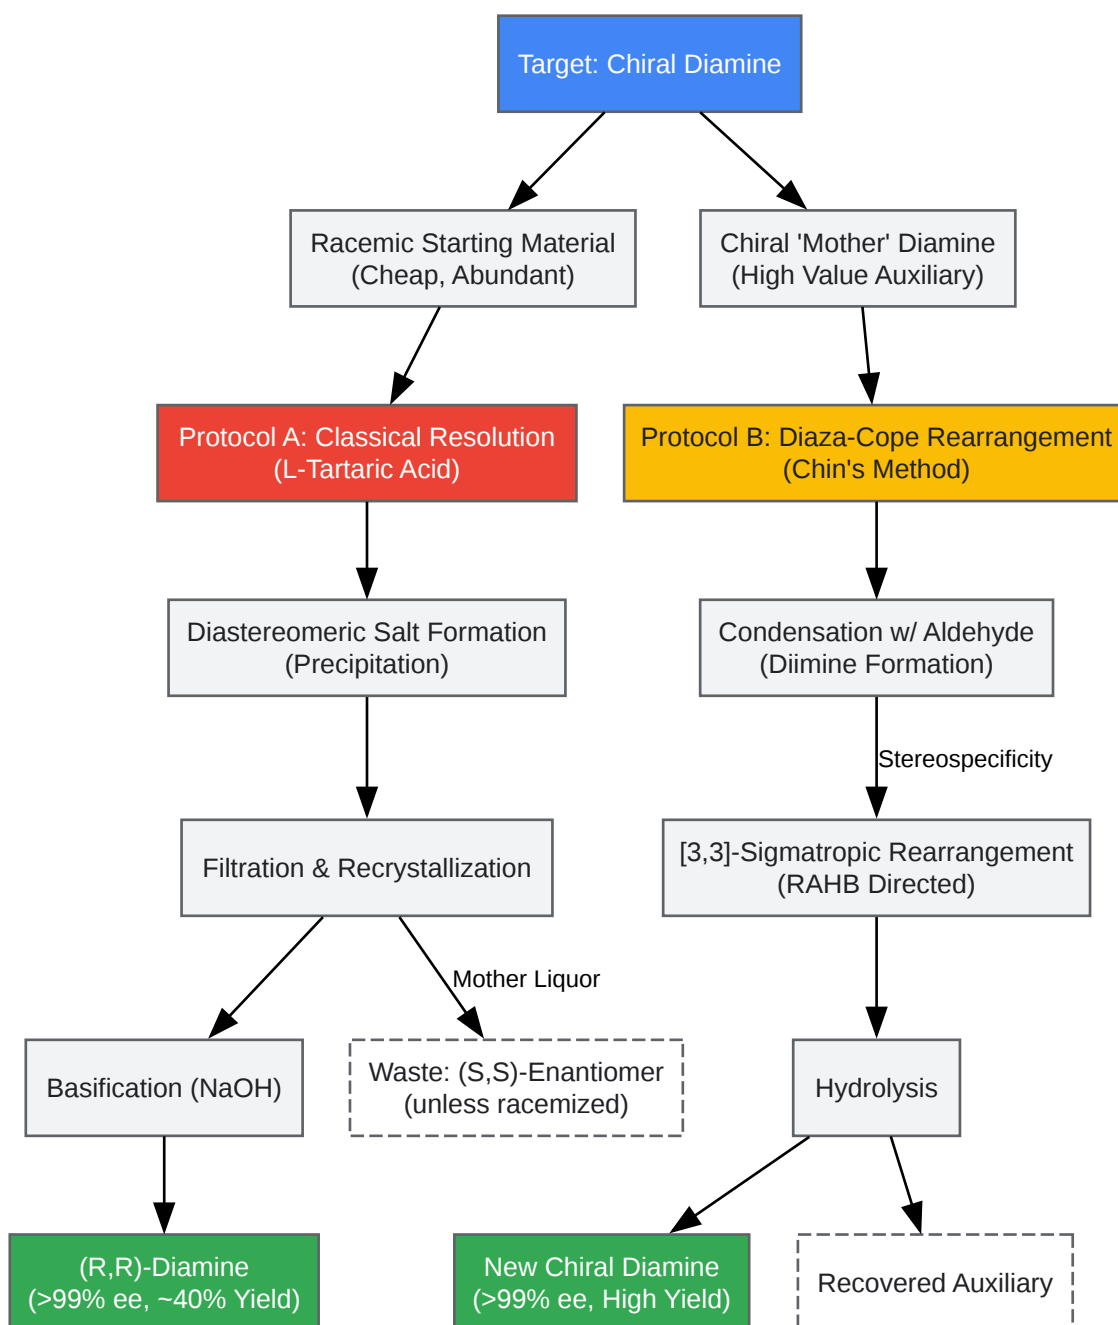 Target: Chiral Diamine
Racemic Starting Material
(Cheap, Abundant)
Chiral 'Mother' Diamine
(High Value Auxiliary)
Protocol A: Classical Resolution
(L-Tartaric Acid)
Protocol B: Diaza-Cope Rearrangement
(Chin's Method)
Diastereomeric Salt Formation
(Precipitation)
Condensation w/ Aldehyde
(Diimine Formation)
Stereospecificity
Filtration & Recrystallization
[3,3]-Sigmatropic Rearrangement
(RAHB Directed)
Mother Liquor
Basification (NaOH)
Waste: (S,S)-Enantiomer
(unless racemized)
Hydrolysis
(R,R)-Diamine
(>99% ee, ~40% Yield)
New Chiral Diamine
(>99% ee, High Yield)
Recovered Auxiliary